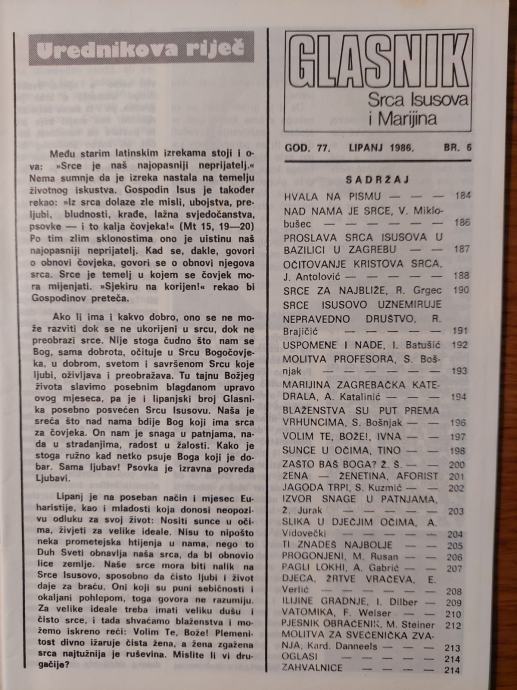 Urednikova riječ
Među starim latinskim izrekama stoji i o-
va: »Srce je naš najopasniji neprijatelj.«
Nema sumnje da je izreka nastala na temelju
životnog iskustva. Gospodin Isus je također
rekao: »Iz srca dolaze zle misli, ubojstva, pre-
ljubi, bludnosti, krađe, lažna svjedočanstva,
psovke — i to kalja čovjeka!« (Mt 15, 19—20)
Po tim zlim sklonostima ono je uistinu naš
najopasniji neprijatelj. Kad se, dakle, govori
o obnovi čovjeka, govori se o obnovi njegova
srca. Srce je temelj u kojem se čovjek mo-
ra mijenjati. »Sjekiru na korijen!« rekao bi
Gospodinov preteča.
Ako li ima i kakvo dobro, ono se ne mo-
že razviti dok se ne ukorijeni u srcu, dok ne
preobrazi srce. Nije stoga čudno što nam se
Bog, sama dobrota, očituje u Srcu Bogočovje-
ka, u dobrom, svetom i savršenom Srcu koje
ljubi, oživljava i preobražava. Tu tajnu Božjeg
života slavimo posebnim blagdanom upravo
ovog mjeseca, pa je i lipanjski broj Glasni-
ka posebno posvećen Srcu Isusovu. Naša je
sreća što nad nama bdije Bog koji ima srca
za čovjeka. On nam je snaga u patnjama, na-
da u stradanjima, radost u žalosti. Kako je
stoga ružno kad netko psuje Boga koji je do-
bar. Sama ljubav! Psovka je izravna povreda
Ljubavi.
Lipanj je na poseban način i mjesec Eu-
haristije, kao i mladosti koja donosi neopozi-
vu odluku za svoj život: Nositi sunce u oči-
ma, živjeti za velike ideale. Nisu to nipošto
neka prometejska htijenja u nama, nego to
Duh Sveti obnavlja naša srca, da bi obnovio
lice zemlje. Naše srce mora biti nalik na
Srce Isusovo, sposobno da čisto ljubi i život
daje za braću. Oni koji su puni sebičnosti i
okaljani pohlepom, toga govora ne razumiju.
Za velike ideale treba imati veliku dušu i
čisto srce, i tada shvaćamo blaženstva i mo-
žemo iskreno reći: Volim Te, Bože! Plemeni-
tost divno ižaruje čista žena, a žena zgažena
srca najtužnija je ruševina. Mislite li vi dru-
gačije?
GLASNIK
Srca Isusova
i Marijina
GOD. 77. LIPANJ 1986. BR. 6
SADRŽAJ
HVALA NA PISMU — — — 184
NAD NAMA JE SRCE, V. Miklo-
bušec — — — — — — 186
PROSLAVA SRCA ISUSOVA U
BAZILICI U ZAGREBU — — 187
OČITOVANJE KRISTOVA SRCA,
J. Antolović — — — — — 188
SRCE ZA NAJBLIŽE, R. Grgec 190
SRCE ISUSOVO UZNEMIRUJE
NEPRAVEDNO DRUŠTVO, R.
Brajičić — — — — — — 191
USPOMENE I NADE, I. Batušić 192
MOLITVA PROFESORA, S. Boš-
njak — — — — — — — 193
MARIJINA ZAGREBAČKA KATE-
DRALA, A. Katalinić — — — 194
BLAŽENSTVA SU PUT PREMA
VRHUNCIMA, S. Bošnjak — — 196
VOLIM TE, BOŽE!, IVNA — — 197
SUNCE U OČIMA, TINO — — 198
ZAŠTO BAŠ BOGA? Ž. S. — — 200
ŽENA — ŽENETINA, AFORIST 201
JAGODA TRPI, S. Kuzmić — — 202
IZVOR SNAGE U PATNJAMA,
Ž. Jurak — — — — — — 203
SLIKA U DJEČJIM OČIMA, A.
Vidovečki — — — — — — 204
TI ZNADEŠ NAJBOLJE — — 205
PROGONJENI, M. Rusan — — 206
PAGLI LOKHI, A. Gabrić — — 207
DJECA, ŽRTVE VRAČEVA, E.
Verlić — — — — — — — 208
ILIJINE GRADNJE, I. Dilber — 209
VATOMIKA, F. Welser — — — 210
PJESNIK OBRAĆENIK, M. Steiner 212
MOLITVA ZA SVEĆENIČKA ZVA-
NJA, Kard. Danneels — — — 213
OGLASI — — — — — — 214
ZAHVALNICE — — — — — 214